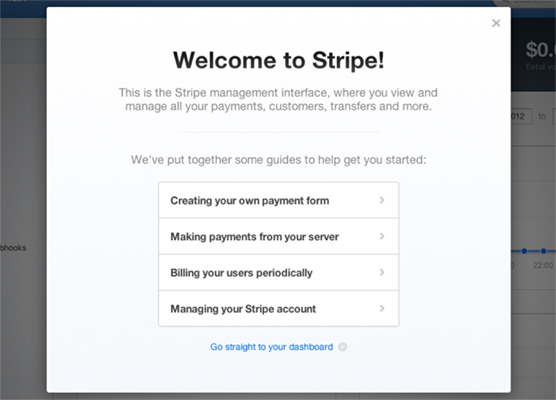 Welcome to Stripe!
This is the Stripe management interface, where you view and
manage all your payments, customers, transfers and more.
We've put together some guides to help get you started:
Creating your own payment form
Making payments from your server
Billing your users periodically
Managing your Stripe account
Go straight to your dashboard
$0.
012 to
bhooks
22:00